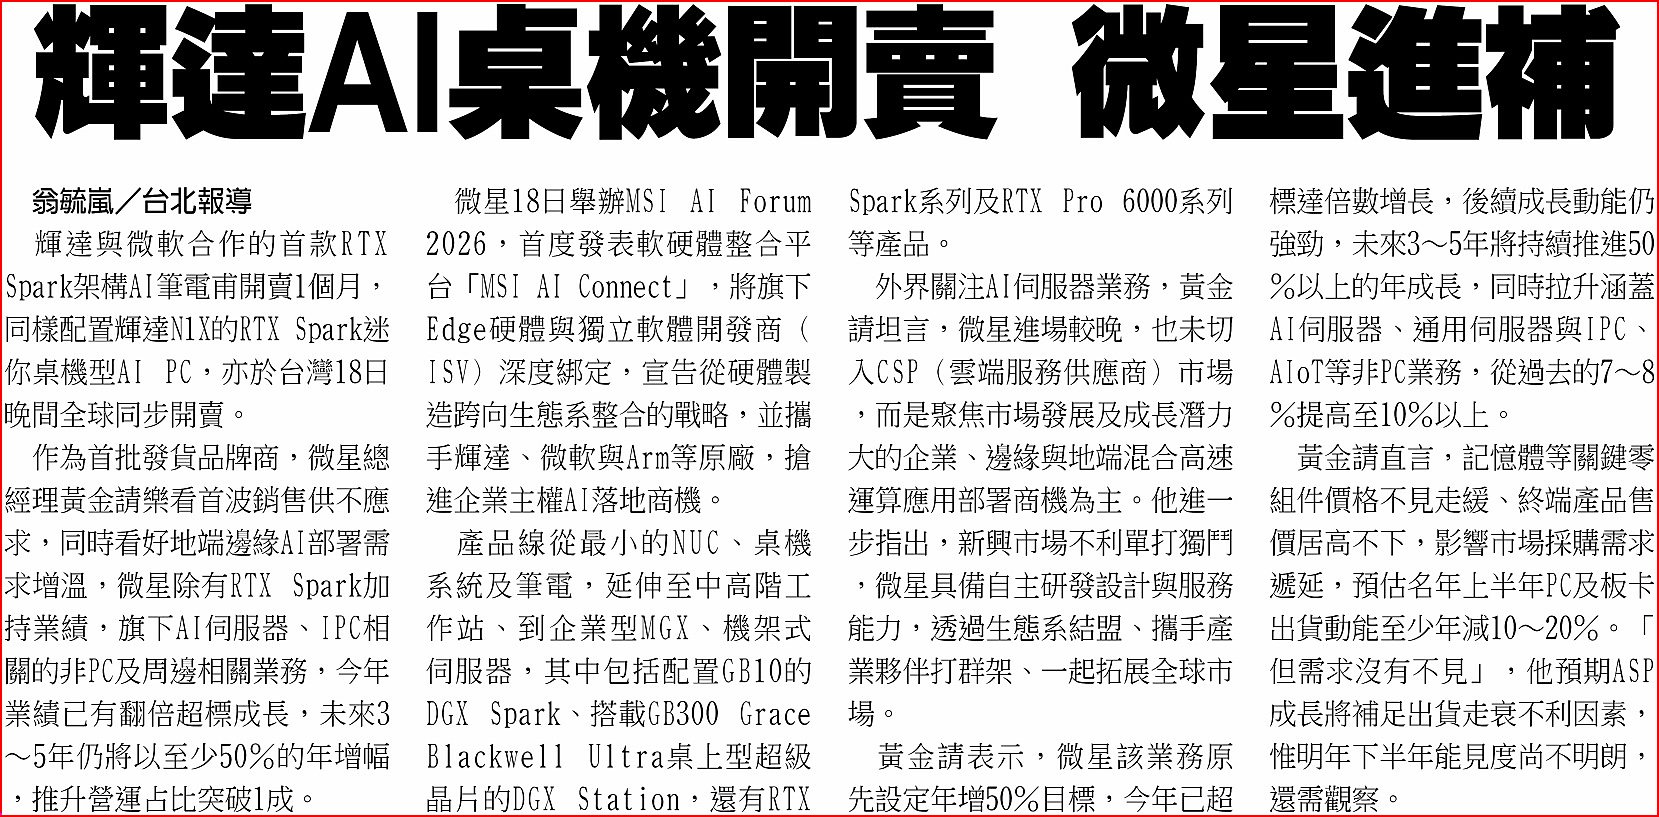 輝達AI桌機開賣 微星進補
翁毓嵐／台北報導
輝達與微軟合作的首款RTX
Spark架構AI筆電甫開賣1個月，
同樣配置輝達N1X的RTX Spark迷
你桌機型AI PC，亦於台灣18日
晚間全球同步開賣。
作為首批發貨品牌商，微星總
經理黃金請樂看首波銷售供不應
求，同時看好地端邊緣AI部署需
求增溫，微星除有RTX Spark加
持業績，旗下AI伺服器、IPC相
關的非PC及周邊相關業務，今年
業績已有翻倍超標成長，未來3
～5年仍將以至少50％的年增幅
，推升營運占比突破1成。
微星18日舉辦MSI AI Forum
2026，首度發表軟硬體整合平
台「MSI AI Connect」，將旗下
Edge硬體與獨立軟體開發商（
ISV）深度綁定，宣告從硬體製
造跨向生態系整合的戰略，並攜
手輝達、微軟與Arm等原廠，搶
進企業主權AI落地商機。
產品線從最小的NUC、桌機
系統及筆電，延伸至中高階工
作站、到企業型MGX、機架式
伺服器，其中包括配置GB10的
DGX Spark、搭載GB300 Grace
Blackwell Ultra桌上型超級
晶片的DGX Station，還有RTX
Spark系列及RTX Pro 6000系列
等產品。
外界關注AI伺服器業務，黃金
請坦言，微星進場較晚，也未切
入CSP（雲端服務供應商）市場
，而是聚焦市場發展及成長潛力
大的企業、邊緣與地端混合高速
運算應用部署商機為主。他進一
步指出，新興市場不利單打獨鬥
，微星具備自主研發設計與服務
能力，透過生態系結盟、攜手產
業夥伴打群架、一起拓展全球市
場。
黃金請表示，微星該業務原
先設定年增50％目標，今年已超
標達倍數增長，後續成長動能仍
強勁，未來3～5年將持續推進50
％以上的年成長，同時拉升涵蓋
AI伺服器、通用伺服器與IPC、
AIoT等非PC業務，從過去的7～8
％提高至10％以上。
黃金請直言，記憶體等關鍵零
組件價格不見走緩、終端產品售
價居高不下，影響市場採購需求
遞延，預估名年上半年PC及板卡
出貨動能至少年減10～20％。「
但需求沒有不見」，他預期ASP
成長將補足出貨走衰不利因素，
惟明年下半年能見度尚不明朗，
還需觀察。